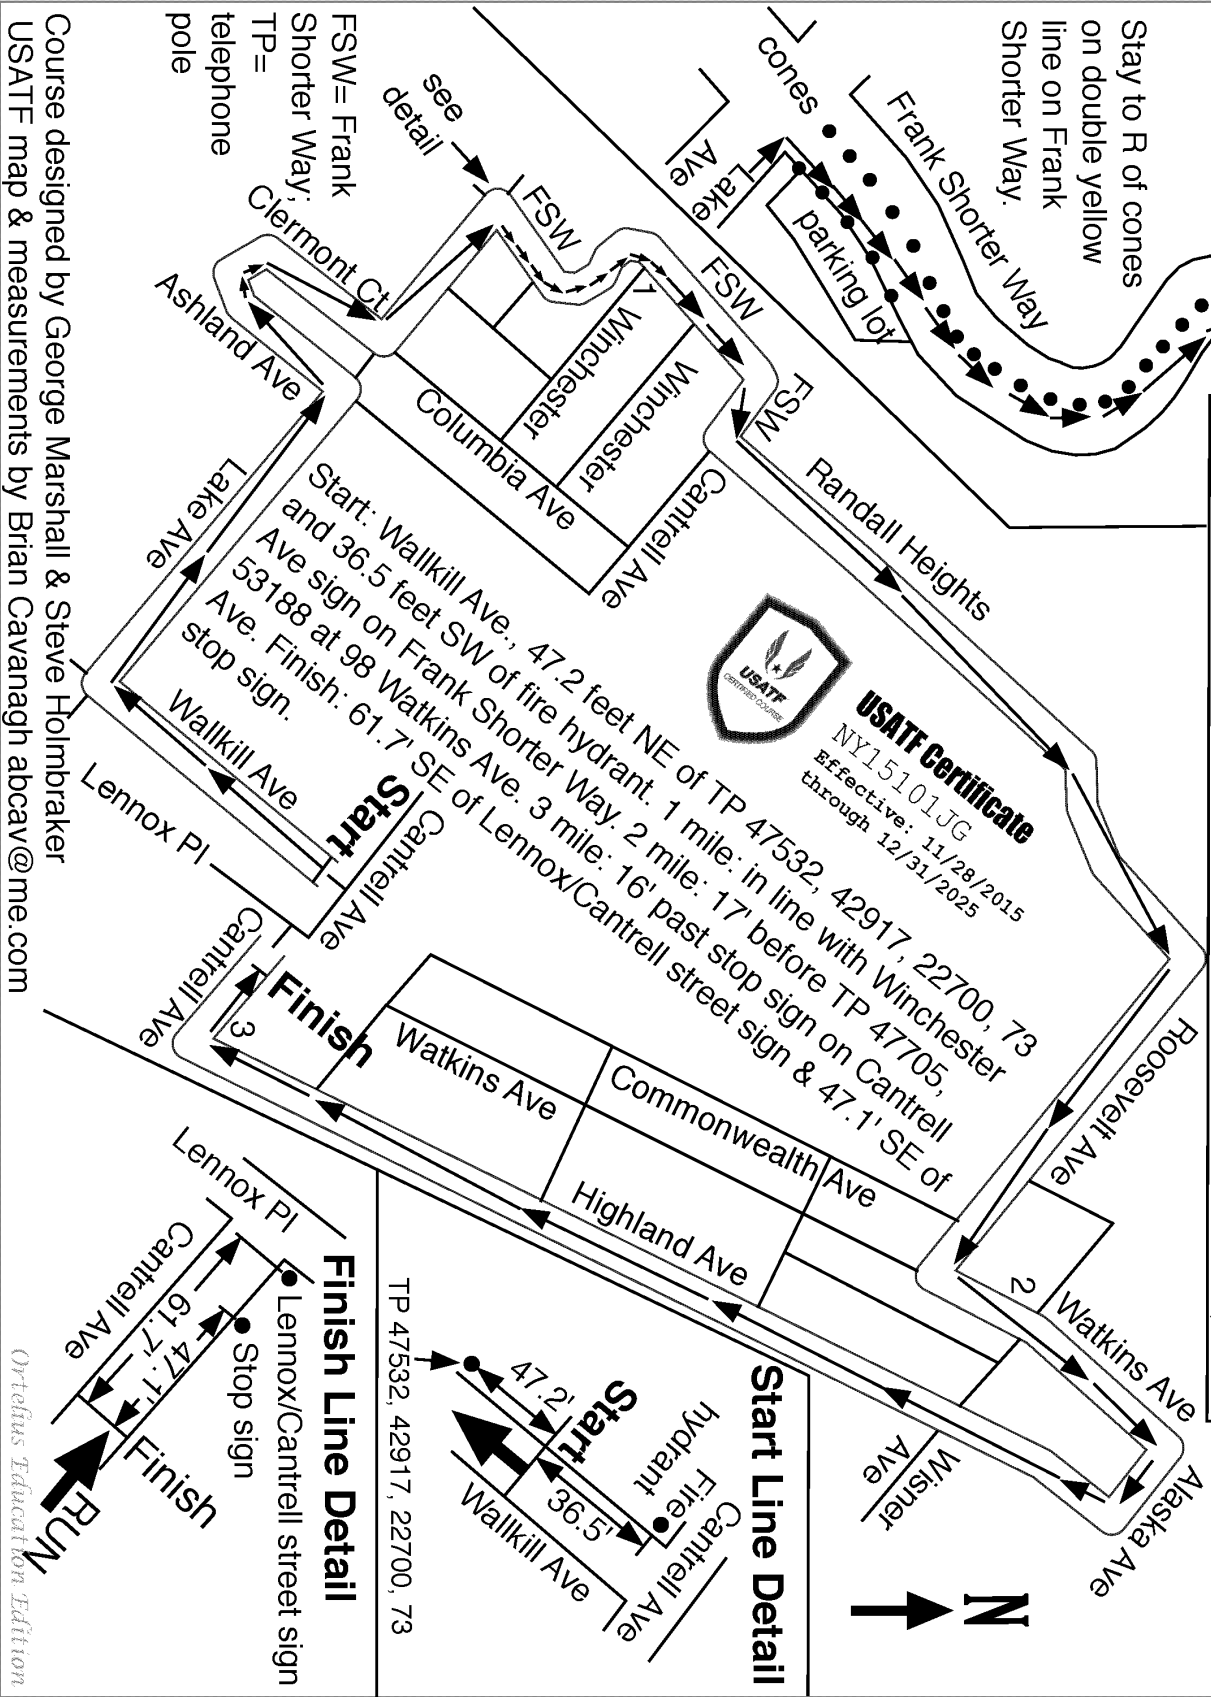 Stay to R of cones
on double yellow
line on Frank
Shorter Way.
cones
Frank Shorter Way
parking lot
Lake
Ave
see
detail
FSW= Frank
Shorter Way;
TP=
telephone
pole
FSW
FSW
FSW
1
Winchester
Winchester
Columbia Ave
Cantrell Ave
Clermont Ct
Ashland Ave
Lake Ave
Randall Heights
USATF
CERTIFIED COURSE
USATF Certificate
NY15101JG
Effective: 11/28/2015
through 12/31/2025
Start: Wallkill Ave., 47.2 feet NE of TP 47532, 42917, 22700, 73
and 36.5 feet SW of fire hydrant. 1 mile: in line with Winchester
Ave sign on Frank Shorter Way. 2 mile: 17' before TP 47705,
53188 at 98 Watkins Ave. 3 mile: 16' past stop sign on Cantrell
Ave. Finish: 61.7' SE of Lennox/Cantrell street sign & 47.1' SE of
stop sign.
Wallkill Ave
Start
Lennox Pl
Cantrell Ave
Cantrell Ave
Finish
3
Watkins Ave
Commonwealth Ave
Highland Ave
Roosevelt Ave
2
Watkins Ave
Alaska Ave
Wisner
Ave
N
Start Line Detail
Fire
hydrant
Cantrell Ave
Start
47.2'
36.5'
Wallkill Ave
TP 47532, 42917, 22700, 73
Finish Line Detail
Lennox/Cantrell street sign
Stop sign
Lennox Pl
Cantrell Ave
61.7'
47.1'
Finish
RUN
Course designed by George Marshall & Steve Holmbraker
USATF map & measurements by Brian Cavanagh abcav@me.com
Ortelius Education Edition